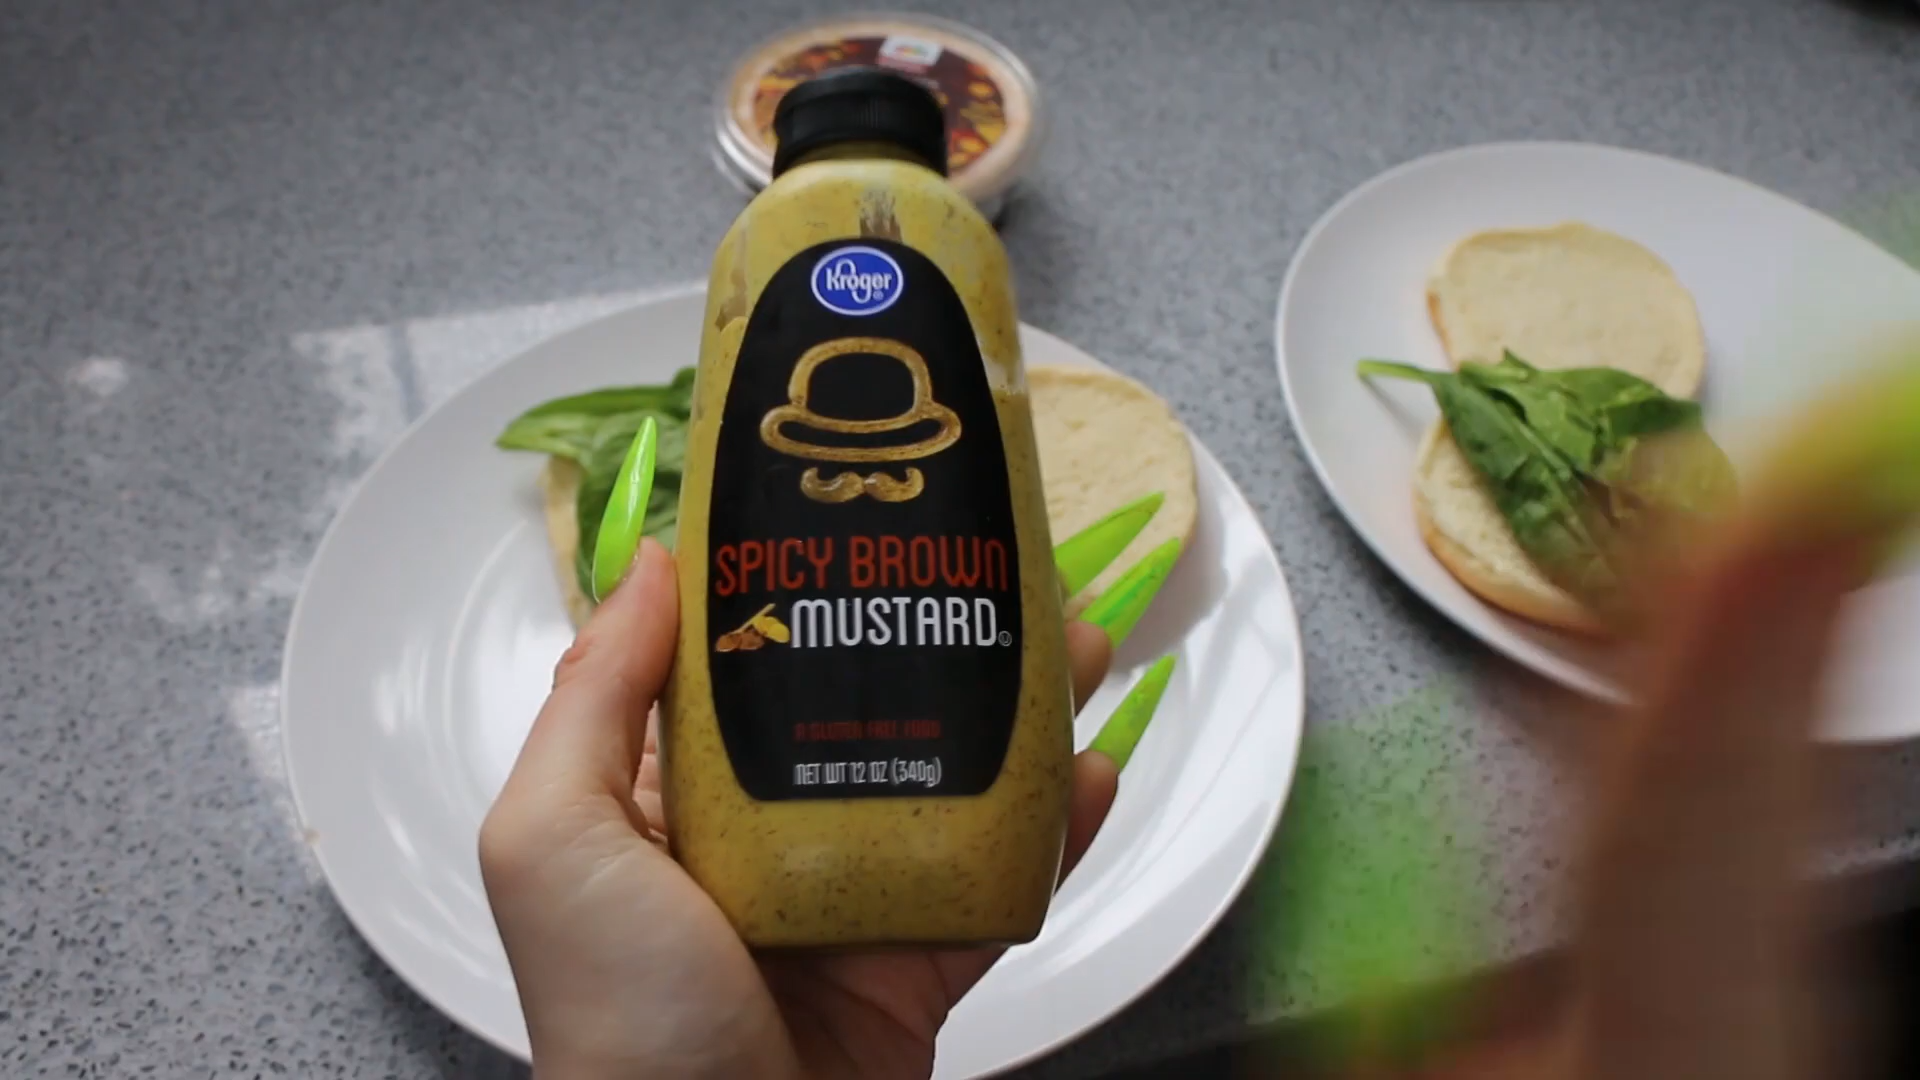 Kroger
SPICY BROWN
MUSTARD
A GLUTEN FREE FOOD
NET WT 12 OZ (340g)